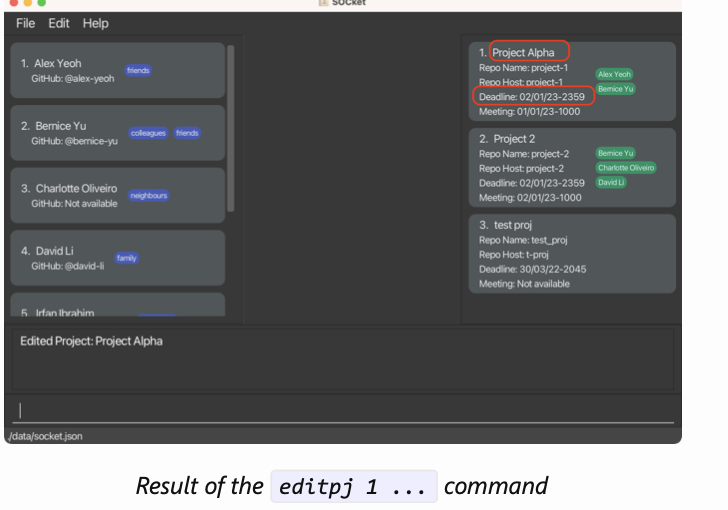 SOCket
File Edit Help
1. Alex Yeoh
friends
GitHub: @alex-yeoh
2. Bernice Yu
colleagues friends
GitHub: @bernice-yu
3. Charlotte Oliveiro
neighbours
GitHub: Not available
4. David Li
family
GitHub: @david-li
5. Irfan Ibrahim
1. Project Alpha
Repo Name: project-1
Alex Yeoh
Repo Host: project-1
Bernice Yu
Deadline: 02/01/23-2359
Meeting: 01/01/23-1000
2. Project 2
Repo Name: project-2
Bernice Yu
Repo Host: project-2
Charlotte Oliveiro
Deadline: 02/01/23-2359
David Li
Meeting: 02/01/23-1000
3. test proj
Repo Name: test_proj
Repo Host: t-proj
Deadline: 30/03/22-2045
Meeting: Not available
Edited Project: Project Alpha
./data/socket.json
Result of the editpj 1 ... command